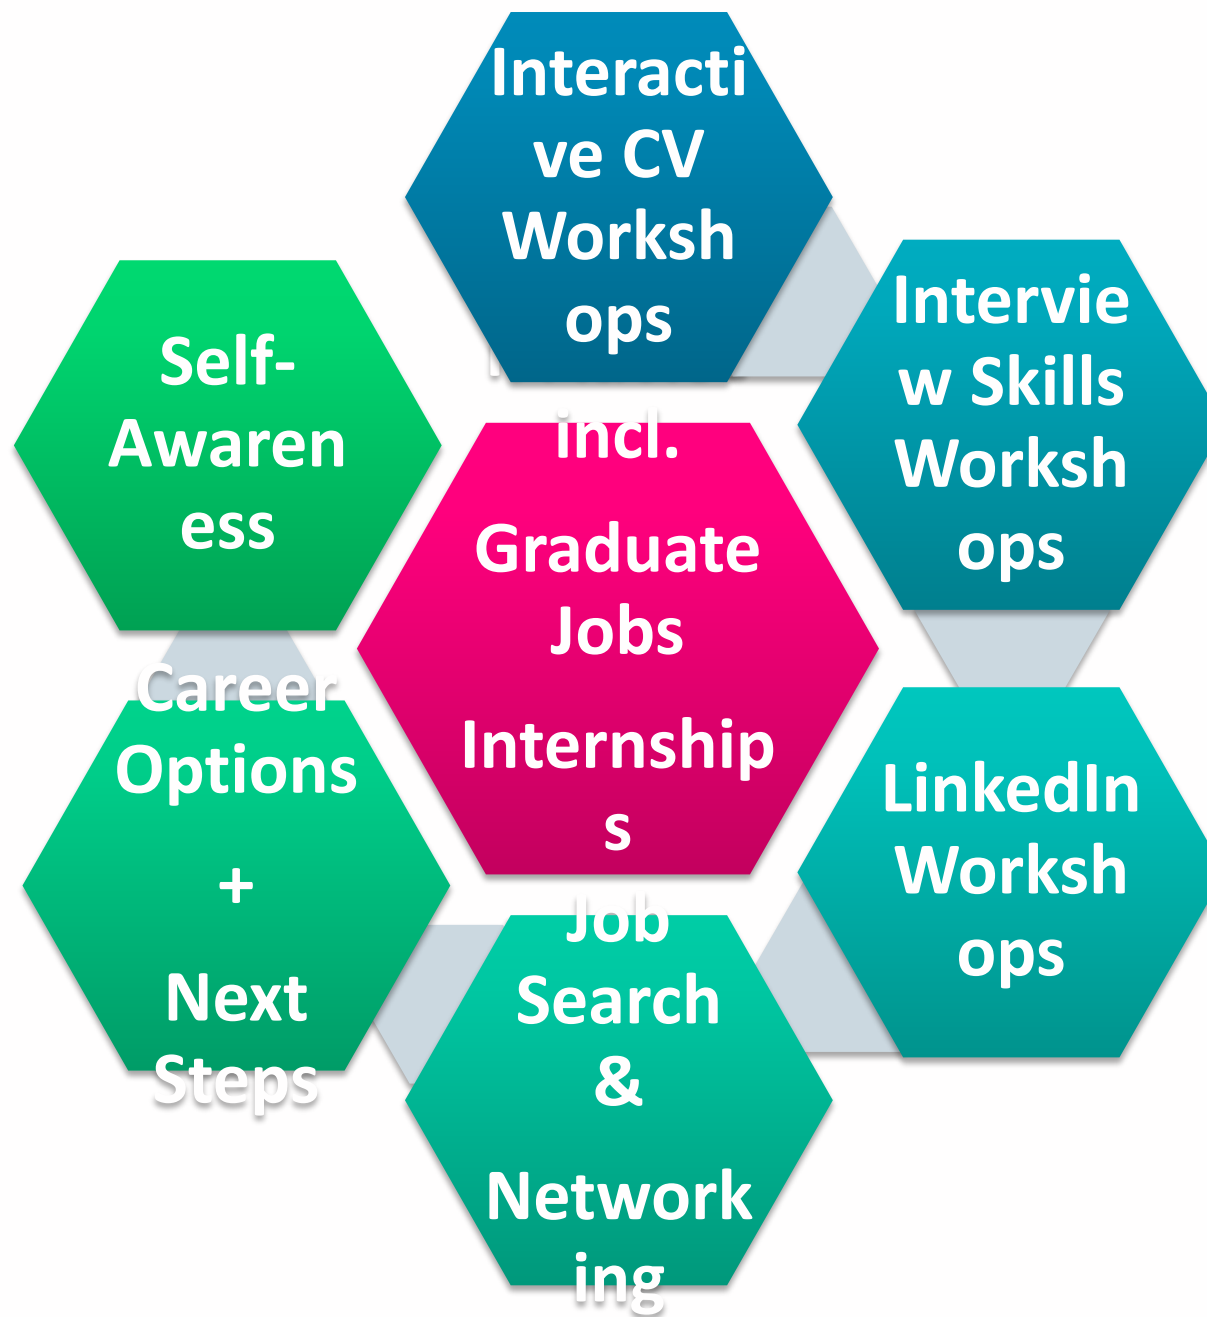 Interacti
ve CV
Worksh
ops
Intervie
w Skills
Worksh
ops
LinkedIn
Worksh
ops
Job
Search
&
Network
ing
Career
Options
+
Next
Steps
Self-
Awaren
ess
incl.
Graduate
Jobs
Internship
s